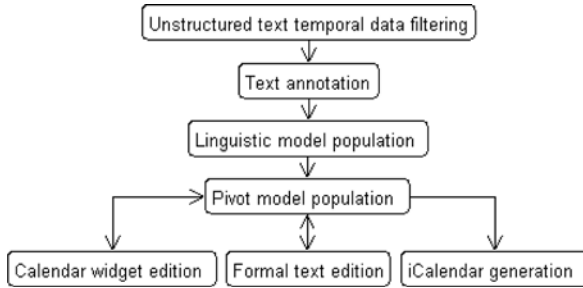 Unstructured text temporal data filtering
Text annotation
Linguistic model population
Pivot model population
Calendar widget edition
Formal text edition
iCalendar generation